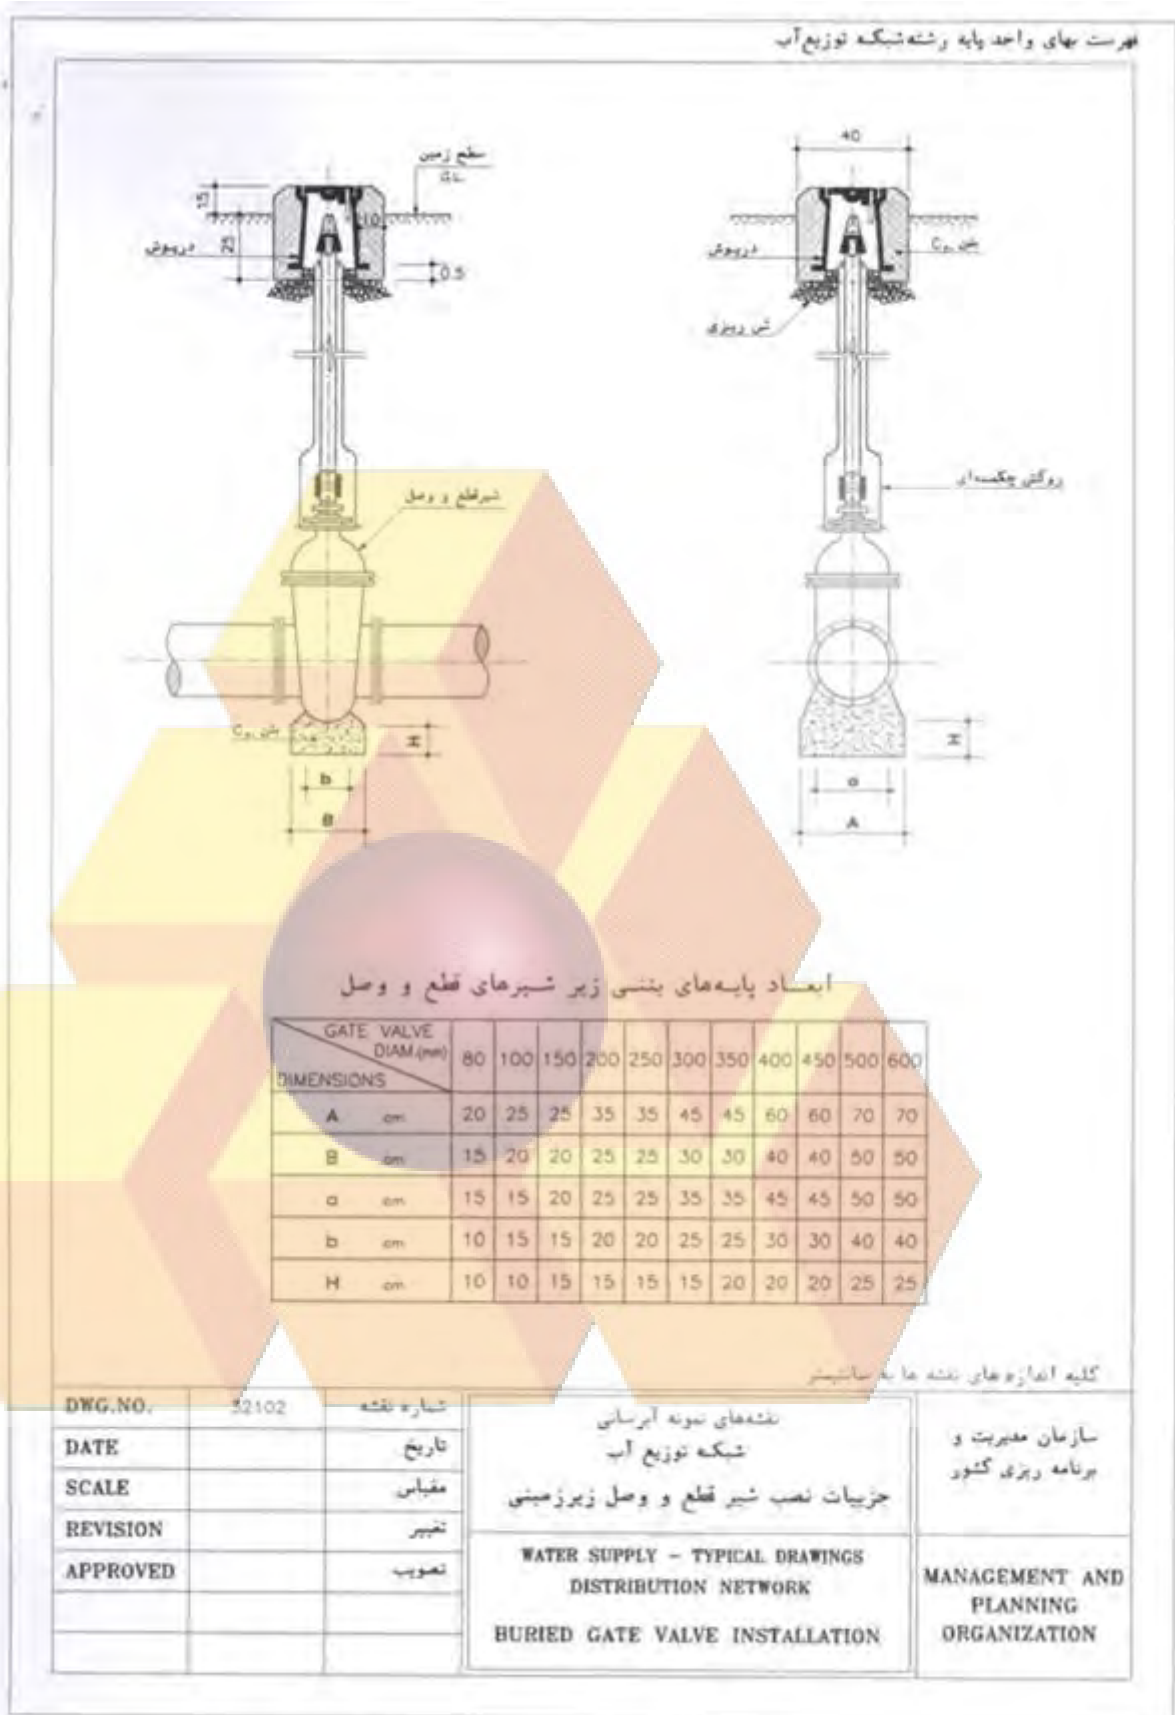 فهرست بهای واحد پایه رشته شبکه توزیع آب
سطح زمین
G.L.
15
25
10
0.5
درپوش
40
درپوش
بتن
شن ریزی
شیر قطع و وصل
روکش چکمه‌ای
بتن
H
b
B
H
a
A
ابعاد پایه‌های بتنی زیر شیرهای قطع و وصل
GATE VALVE DIAM.(mm) 80 100 150 200 250 300 350 400 450 500 600
DIMENSIONS
A cm 20 25 25 35 35 45 45 60 60 70 70
B cm 15 20 20 25 25 30 30 40 40 50 50
a cm 15 15 20 25 25 35 35 45 45 50 50
b cm 10 15 15 20 20 25 25 30 30 40 40
H cm 10 10 15 15 15 15 20 20 20 25 25
کلیه اندازه های نقشه ها به سانتیمتر
DWG.NO. 32102 شماره نقشه
DATE تاریخ
SCALE مقیاس
REVISION تغییر
APPROVED تصویب
نقشه‌های نمونه آبرسانی
شبکه توزیع آب
جزییات نصب شیر قطع و وصل زیرزمینی
WATER SUPPLY – TYPICAL DRAWINGS
DISTRIBUTION NETWORK
BURIED GATE VALVE INSTALLATION
سازمان مدیریت و
برنامه ریزی کشور
MANAGEMENT AND
PLANNING
ORGANIZATION